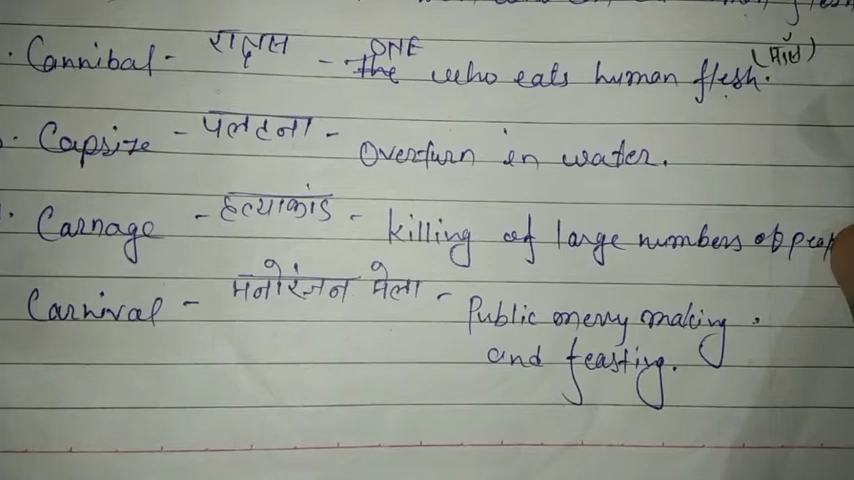 Cannibal - राक्षस - The ONE who eats human flesh. (माँस)
Capsize - पलटना - Overturn in water.
Carnage - हत्याकांड - killing of large numbers of
Carnival - मनोरंजन मेला - Public merry making
and feasting.